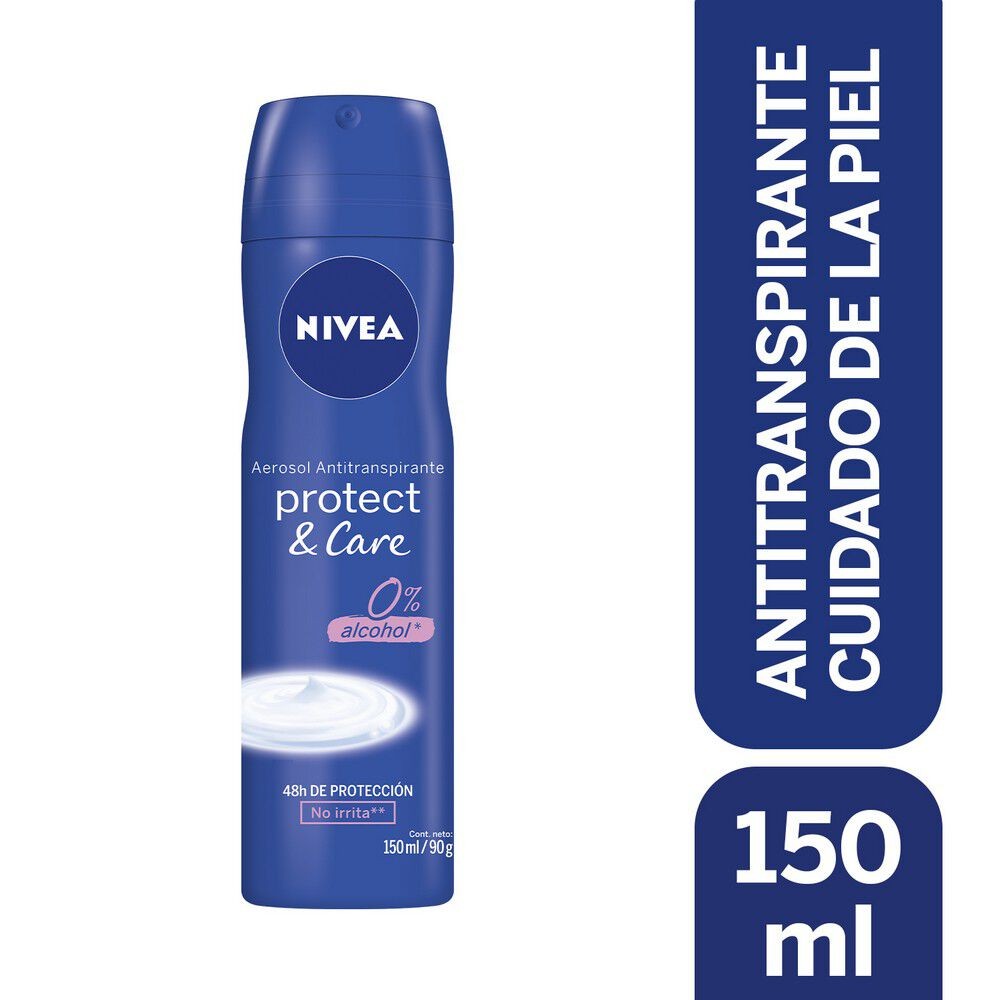 NIVEA
Aerosol Antitranspirante
protect
& Care
0%
alcohol*
48h DE PROTECCIÓN
No irrita**
Cont. neto:
150 ml / 90 g
ANTITRANSPIRANTE
CUIDADO DE LA PIEL
150
ml